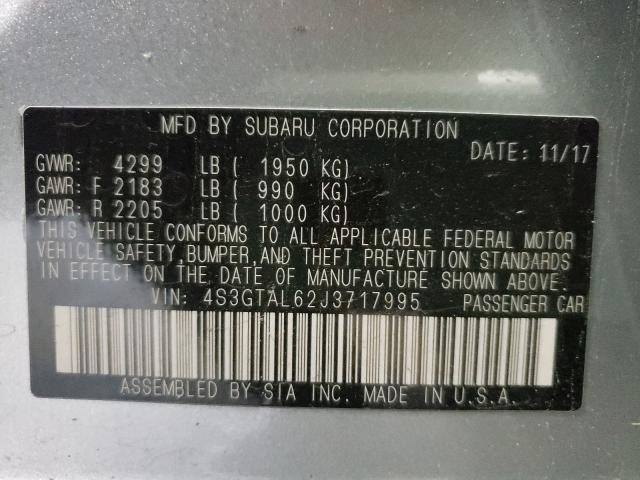 MFD BY SUBARU CORPORATION
DATE: 11/17
GVWR: 4299 LB ( 1950 KG)
GAWR: F 2183 LB ( 990 KG)
GAWR: R 2205 LB ( 1000 KG)
THIS VEHICLE CONFORMS TO ALL APPLICABLE FEDERAL MOTOR
VEHICLE SAFETY, BUMPER, AND THEFT PREVENTION STANDARDS
IN EFFECT ON THE DATE OF MANUFACTURE SHOWN ABOVE.
VIN: 4S3GTAL62J3717995 PASSENGER CAR
ASSEMBLED BY SIA INC. MADE IN U.S.A.